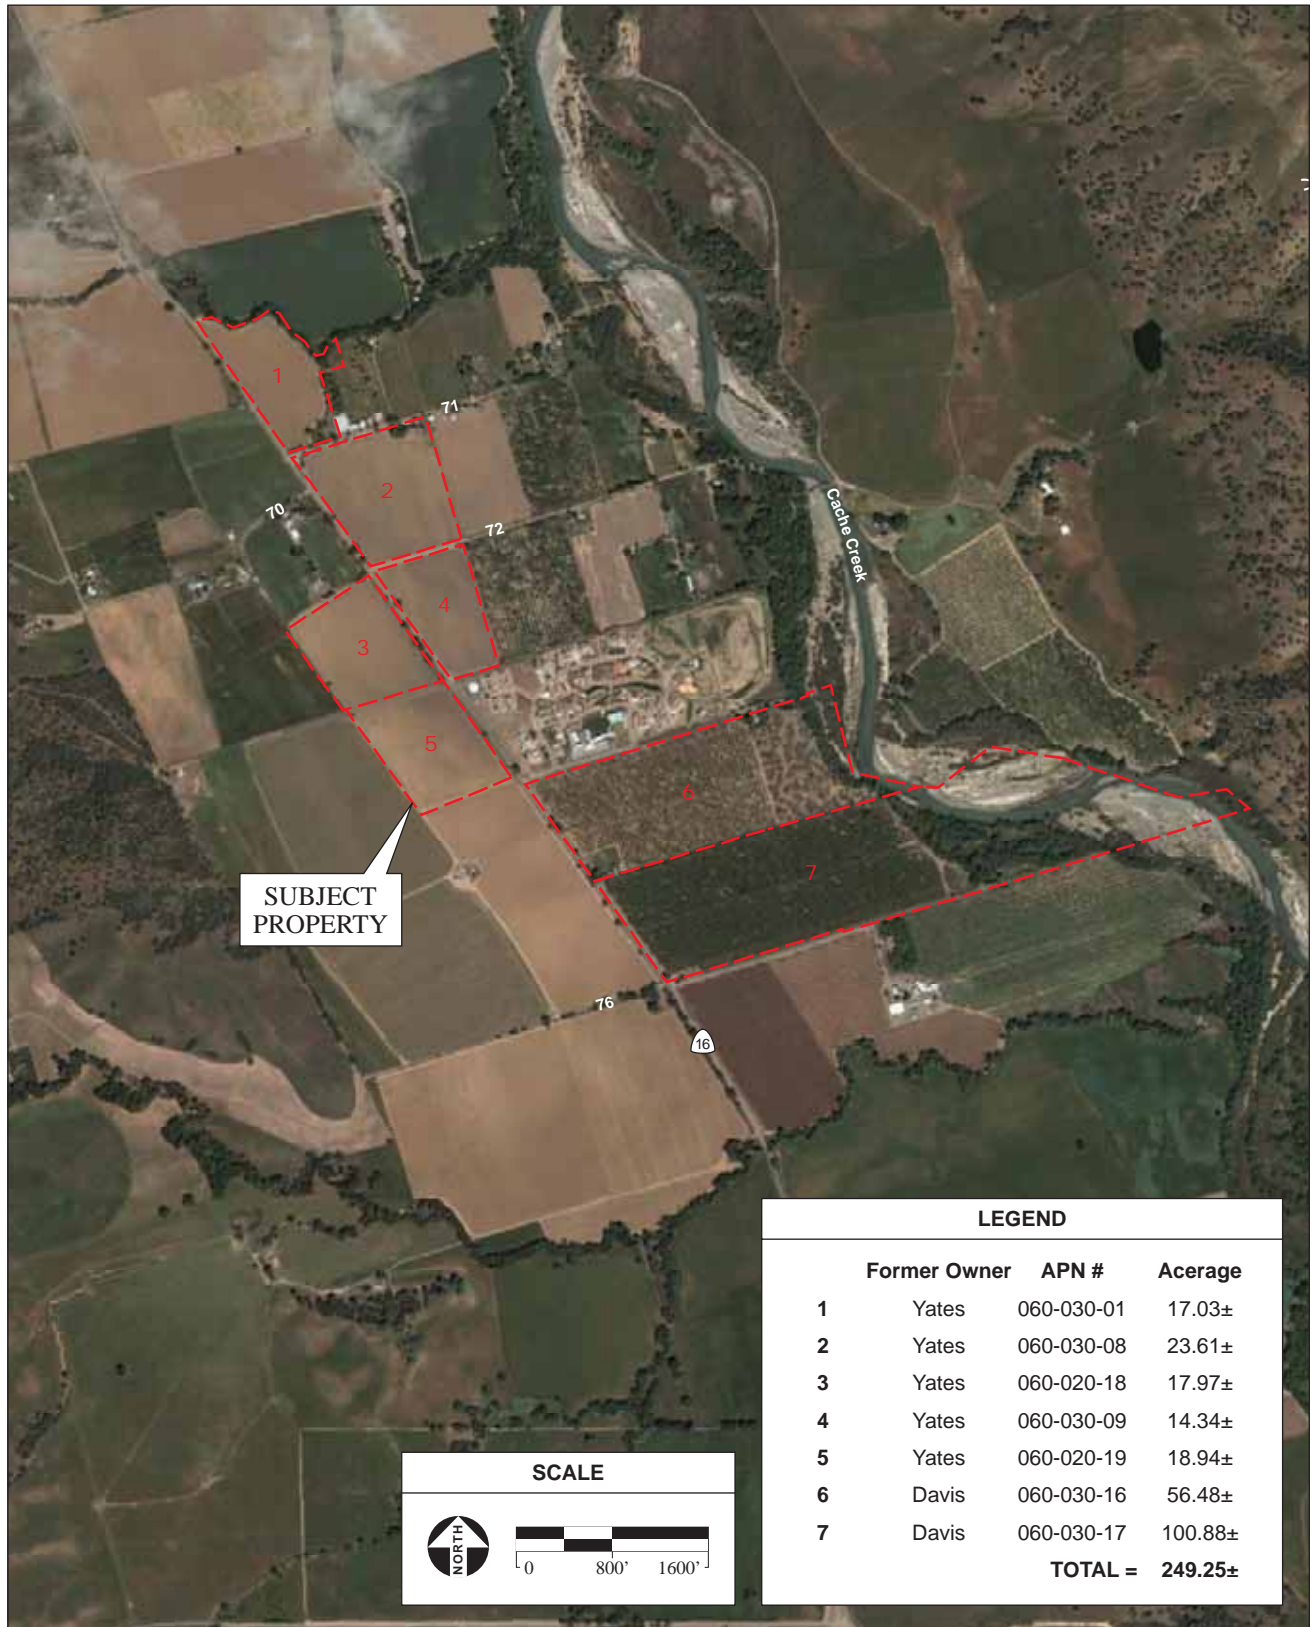 1
71
2
70
72
Cache Creek
4
3
5
6
7
SUBJECT
PROPERTY
76
16
LEGEND
Former Owner APN # Acerage
1 Yates 060-030-01 17.03±
2 Yates 060-030-08 23.61±
3 Yates 060-020-18 17.97±
4 Yates 060-030-09 14.34±
5 Yates 060-020-19 18.94±
6 Davis 060-030-16 56.48±
7 Davis 060-030-17 100.88±
TOTAL = 249.25±
SCALE
NORTH
0 800' 1600'